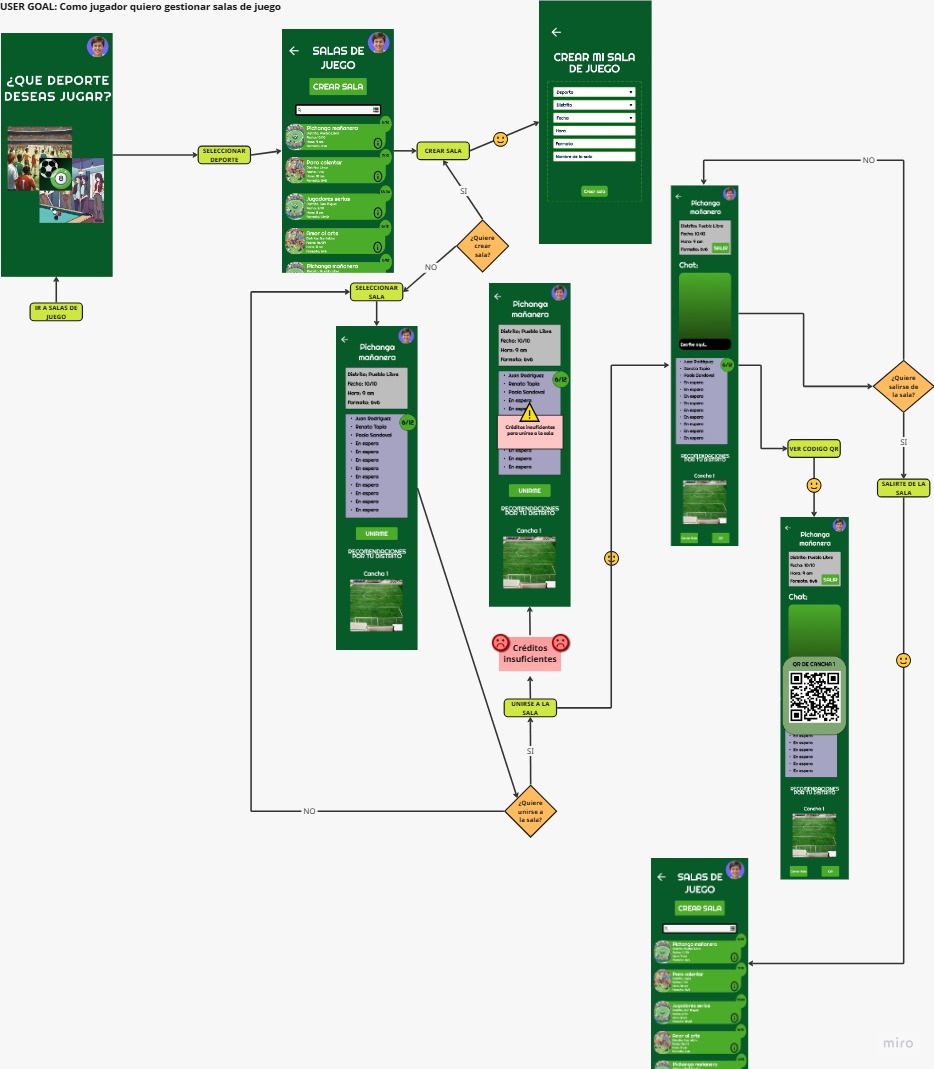 USER GOAL: Como jugador quiero gestionar salas de juego
¿QUE DEPORTE
DESEAS JUGAR?
8
IR A SALAS DE
JUEGO
SELECCIONAR
DEPORTE
SALAS DE
JUEGO
CREAR SALA
Pichanga mañanera
Para calentar
Jugadores serios
Amor al arte
Pichanga mañanera
CREAR SALA
SI
¿Quiere
crear
sala?
NO
SELECCIONAR
SALA
CREAR MI SALA
DE JUEGO
Deporte
Distrito
Fecha
Hora
Formato
Nombre de la sala
Crear sala
Pichanga
mañanera
Distrito: Pueblo Libre
Fecha: 10/10
Hora: 9 am
Formato: 6v6
6/12
Juan Rodriguez
Renato Tapia
Paolo Sandoval
En espera
En espera
En espera
En espera
En espera
En espera
En espera
En espera
En espera
UNIRME
RECOMENDACIONES
POR TU DISTRITO
Cancha 1
Pichanga
mañanera
Distrito: Pueblo Libre
Fecha: 10/10
Hora: 9 am
Formato: 6v6
6/12
Juan Rodriguez
Renato Tapia
Paolo Sandoval
En espera
En espera
Créditos insuficientes
para unirse a la sala
En espera
En espera
En espera
UNIRME
RECOMENDACIONES
POR TU DISTRITO
Cancha 1
Créditos
insuficientes
UNIRSE A LA
SALA
SI
¿Quiere
unirse a
la sala?
NO
NO
Pichanga
mañanera
Distrito: Pueblo Libre
Fecha: 10/10
Hora: 9 am
Formato: 6v6
SALIR
Chat:
Escribe aquí...
6/12
Juan Rodriguez
Renato Tapia
Paolo Sandoval
En espera
En espera
En espera
En espera
En espera
En espera
En espera
En espera
En espera
RECOMENDACIONES
POR TU DISTRITO
Cancha 1
QR
¿Quiere
salirse de
la sala?
SI
SALIRTE DE LA
SALA
VER CODIGO QR
Pichanga
mañanera
Distrito: Pueblo Libre
Fecha: 10/10
Hora: 9 am
Formato: 6v6
SALIR
Chat:
QR DE CANCHA 1
En espera
En espera
En espera
En espera
En espera
En espera
RECOMENDACIONES
POR TU DISTRITO
Cancha 1
QR
SALAS DE
JUEGO
CREAR SALA
Pichanga mañanera
Para calentar
Jugadores serios
Amor al arte
Pichanga mañanera
miro